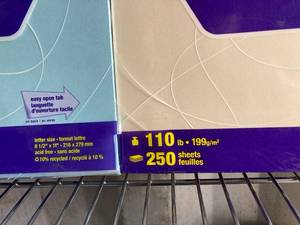 easy open tab
languette
d'ouverture facile
letter size • format lettre
8 1/2" x 11" • 216 x 279 mm
acid free • sans acide
10% recycled / recyclé à 10 %
110 lb • 199g/m²
250 sheets
feuilles